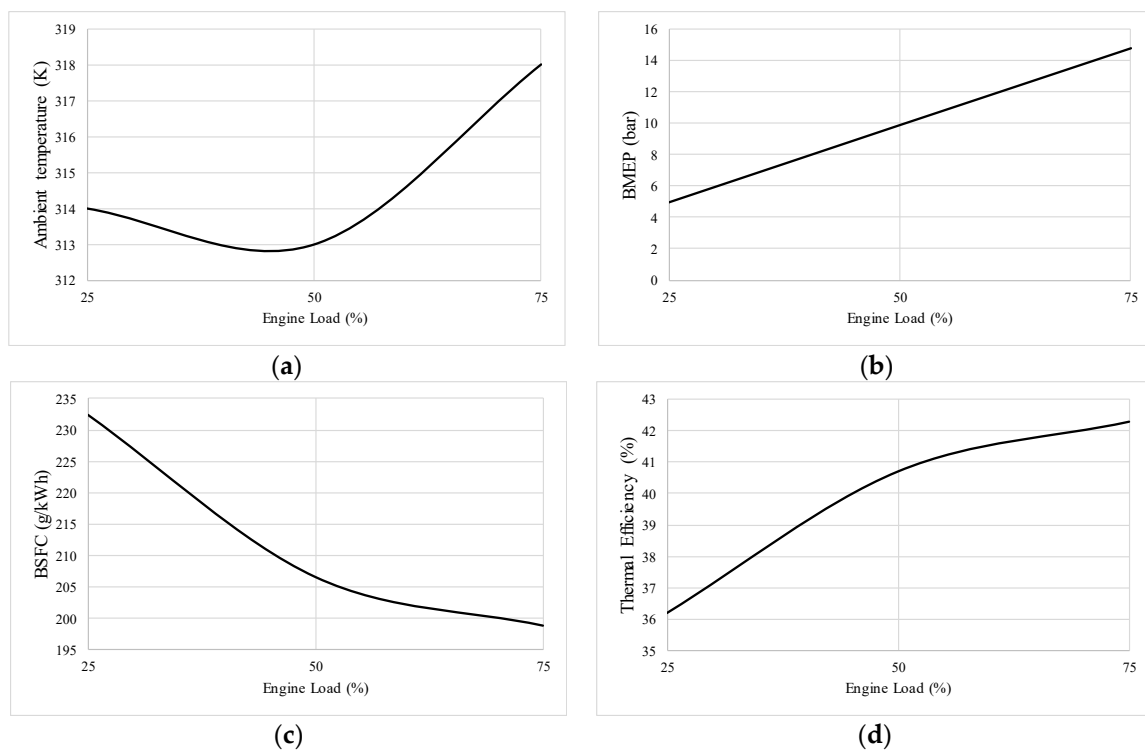 319
318
317
316
315
314
313
312
Ambient temperature (K)
25 50 75
Engine Load (%)
(a)
16
14
12
10
8
6
4
2
0
BMEP (bar)
25 50 75
Engine Load (%)
(b)
235
230
225
220
215
210
205
200
195
BSFC (g/kWh)
25 50 75
Engine Load (%)
(c)
43
42
41
40
39
38
37
36
35
Thermal Efficiency (%)
25 50 75
Engine Load (%)
(d)